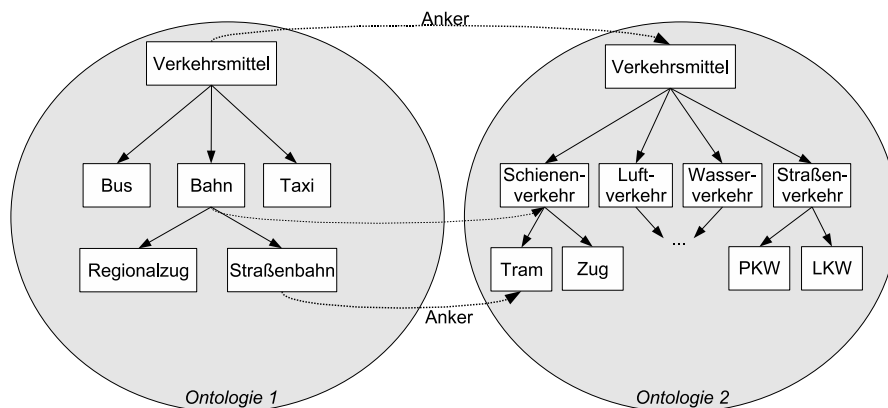 Anker
Verkehrsmittel
Verkehrsmittel
Bus
Bahn
Taxi
Schienen-
verkehr
Luft-
verkehr
Wasser-
verkehr
Straßen-
verkehr
...
Regionalzug
Straßenbahn
Tram
Zug
PKW
LKW
Anker
Ontologie 1
Ontologie 2